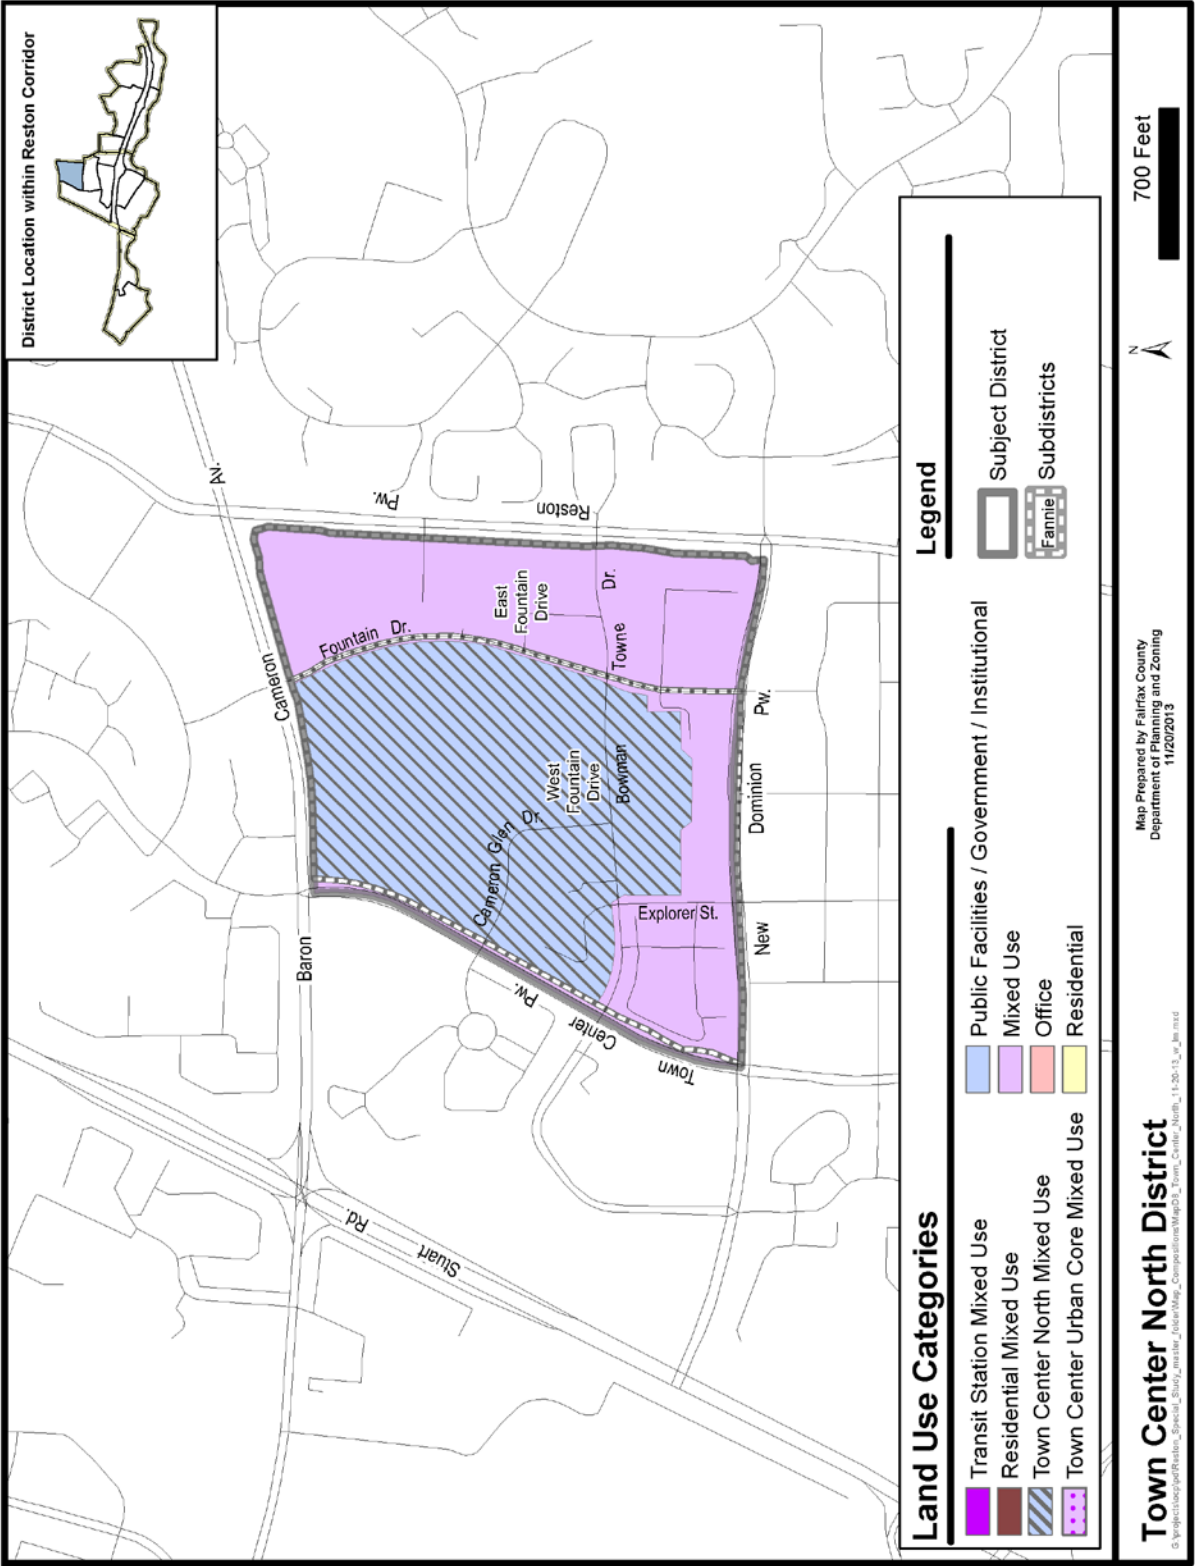 District Location within Reston Corridor
Av.
Cameron
Baron
Stuart
Rd.
Fountain Dr.
Pw.
Reston
East
Fountain
Drive
Towne
Dr.
West
Fountain
Drive
Bowman
Cameron Glen
Dr.
Explorer St.
Pw.
Center
Town
New
Dominion
Pw.
Land Use Categories
Transit Station Mixed Use
Residential Mixed Use
Town Center North Mixed Use
Town Center Urban Core Mixed Use
Public Facilities / Government / Institutional
Mixed Use
Office
Residential
Legend
Subject District
Fannie
Subdistricts
Town Center North District
Map Prepared by Fairfax County
Department of Planning and Zoning
11/20/2013
N
700 Feet